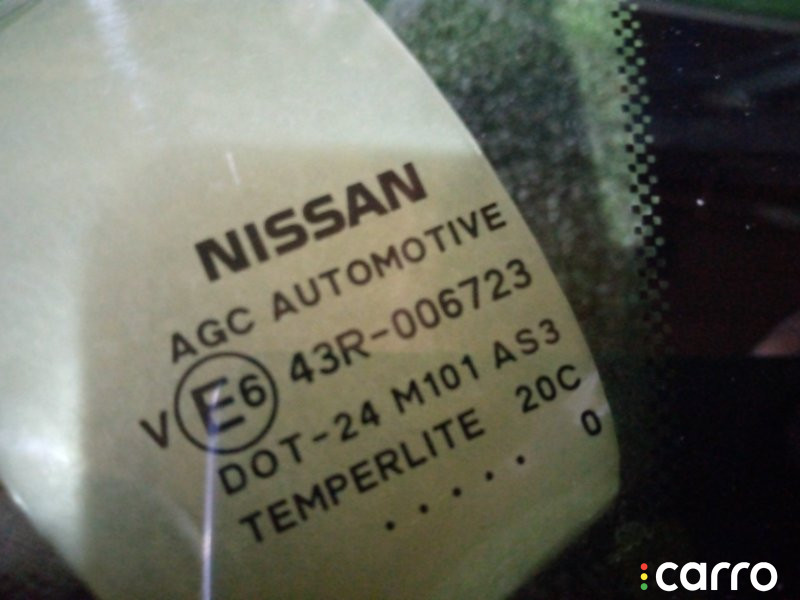 NISSAN
AGC AUTOMOTIVE
V E6 43R-006723
DOT-24 M101 AS3
TEMPERLITE 20C
..... 0
carro